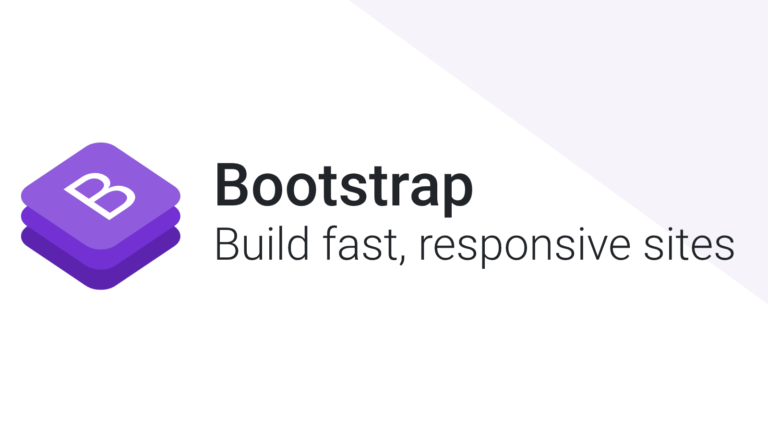 B
Bootstrap
Build fast, responsive sites